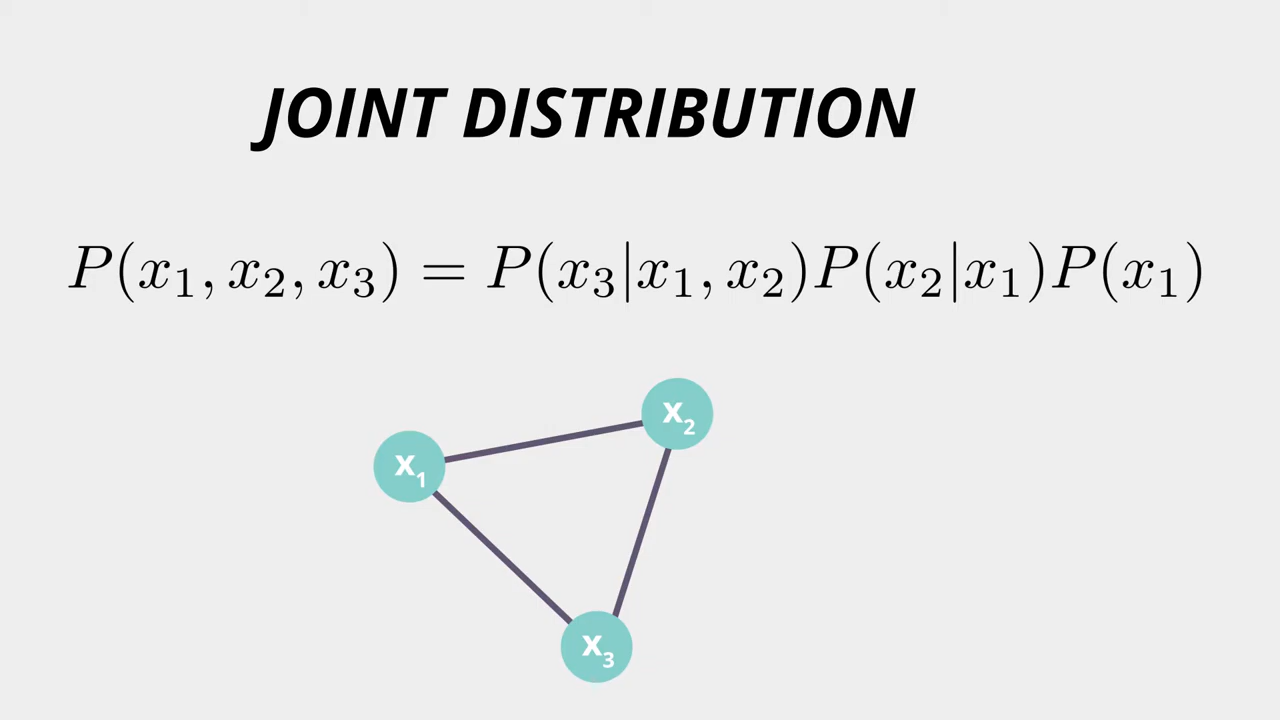 JOINT DISTRIBUTION
P(x₁, x₂, x₃) = P(x₃|x₁, x₂)P(x₂|x₁)P(x₁)
x₂
x₁
x₃